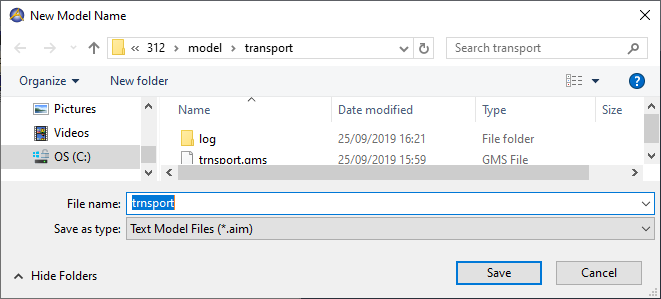 New Model Name
« 312 > model > transport
Search transport
Organize
New folder
?
Name
Date modified
Type
Size
Pictures
Videos
OS (C:)
log
25/09/2019 16:21
File folder
trnsport.gms
25/09/2019 15:59
GMS File
File name:
trnsport
Save as type:
Text Model Files (*.aim)
Hide Folders
Save
Cancel